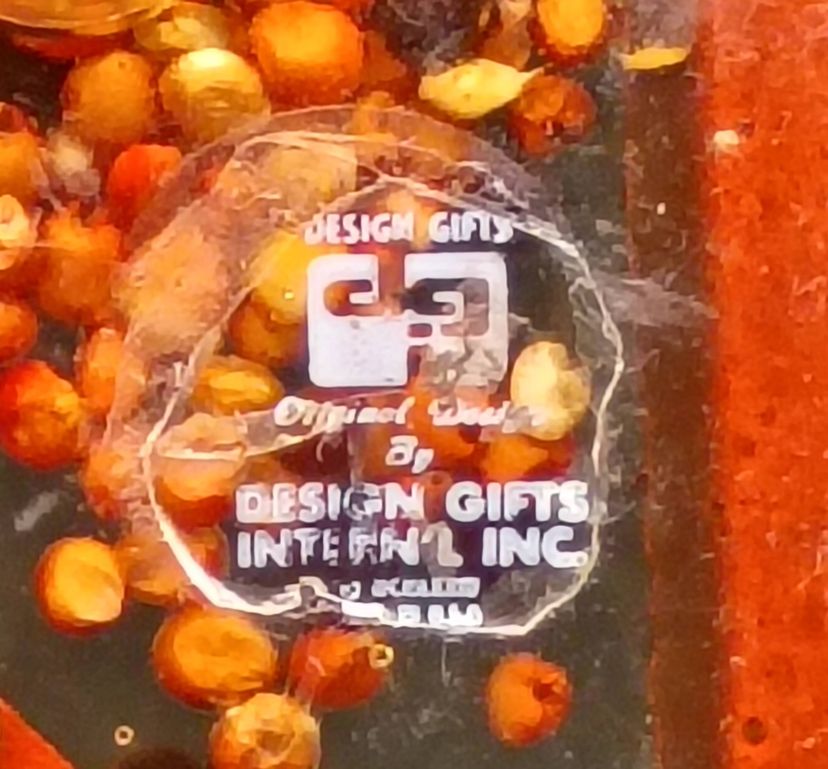 DESIGN GIFTS
Original Design
By
DESIGN GIFTS
INTERN'L INC.